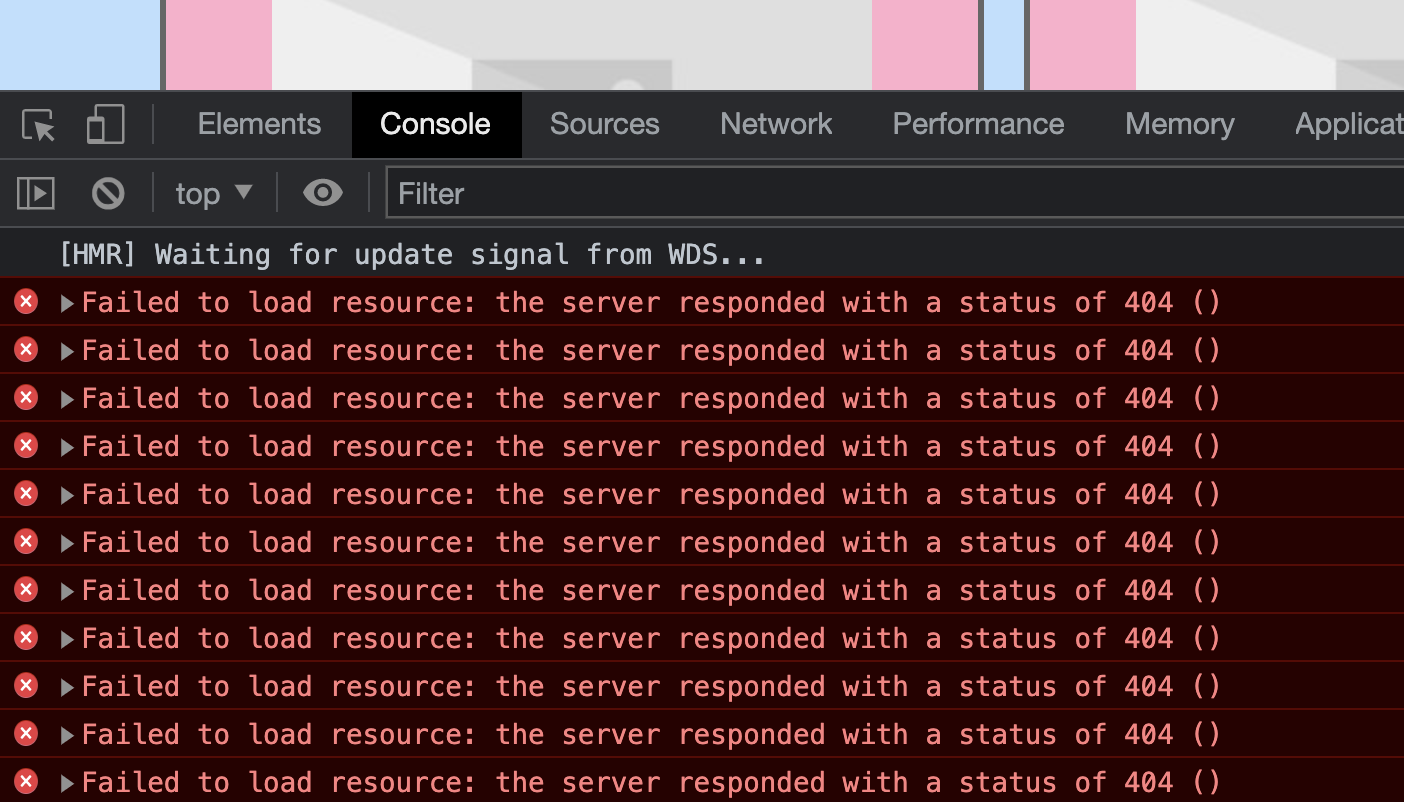 Elements Console Sources Network Performance Memory Applicat
top Filter
[HMR] Waiting for update signal from WDS...
Failed to load resource: the server responded with a status of 404 ()
Failed to load resource: the server responded with a status of 404 ()
Failed to load resource: the server responded with a status of 404 ()
Failed to load resource: the server responded with a status of 404 ()
Failed to load resource: the server responded with a status of 404 ()
Failed to load resource: the server responded with a status of 404 ()
Failed to load resource: the server responded with a status of 404 ()
Failed to load resource: the server responded with a status of 404 ()
Failed to load resource: the server responded with a status of 404 ()
Failed to load resource: the server responded with a status of 404 ()
Failed to load resource: the server responded with a status of 404 ()